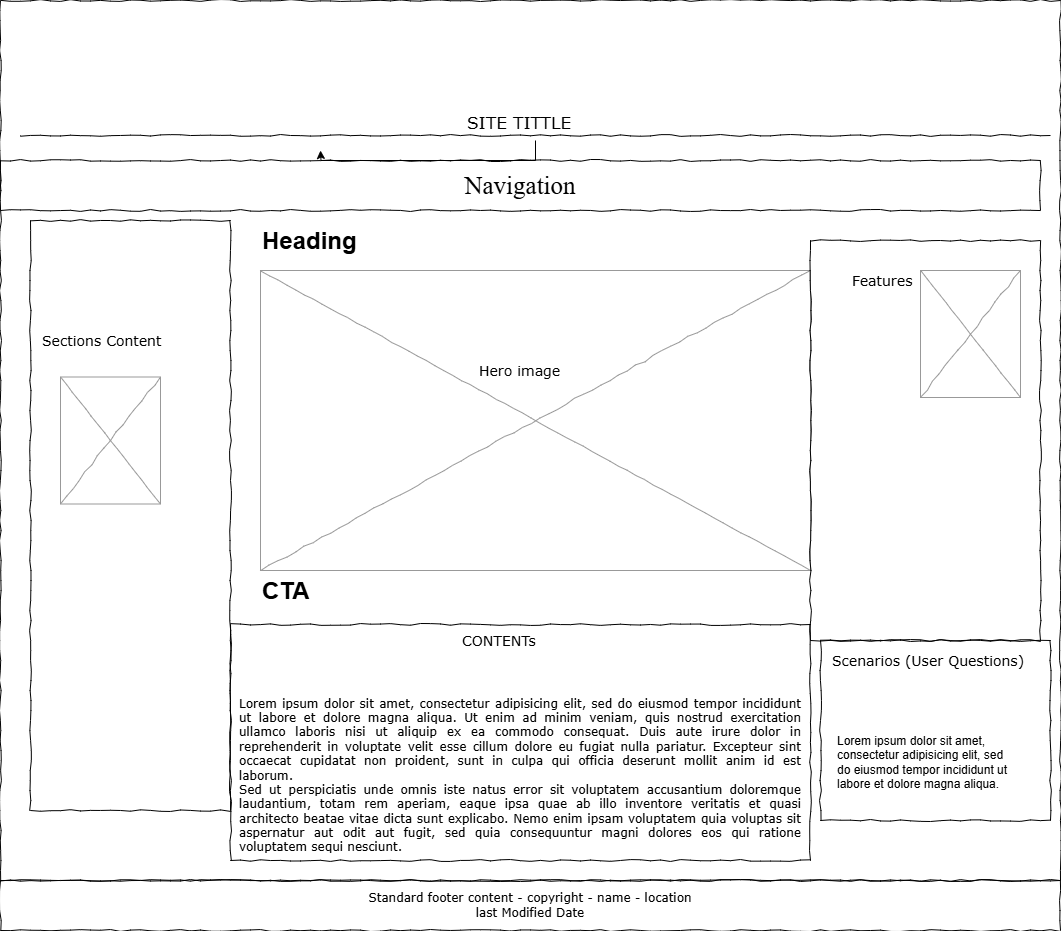 SITE TITTLE
Navigation
Heading
Features
Sections Content
Hero image
CTA
CONTENTs
Lorem ipsum dolor sit amet, consectetur adipisicing elit, sed do eiusmod tempor incididunt
ut labore et dolore magna aliqua. Ut enim ad minim veniam, quis nostrud exercitation
ullamco laboris nisi ut aliquip ex ea commodo consequat. Duis aute irure dolor in
reprehenderit in voluptate velit esse cillum dolore eu fugiat nulla pariatur. Excepteur sint
occaecat cupidatat non proident, sunt in culpa qui officia deserunt mollit anim id est
laborum.
Sed ut perspiciatis unde omnis iste natus error sit voluptatem accusantium doloremque
laudantium, totam rem aperiam, eaque ipsa quae ab illo inventore veritatis et quasi
architecto beatae vitae dicta sunt explicabo. Nemo enim ipsam voluptatem quia voluptas sit
aspernatur aut odit aut fugit, sed quia consequuntur magni dolores eos qui ratione
voluptatem sequi nesciunt.
Scenarios (User Questions)
Lorem ipsum dolor sit amet,
consectetur adipisicing elit, sed
do eiusmod tempor incididunt ut
labore et dolore magna aliqua.
Standard footer content - copyright - name - location
last Modified Date